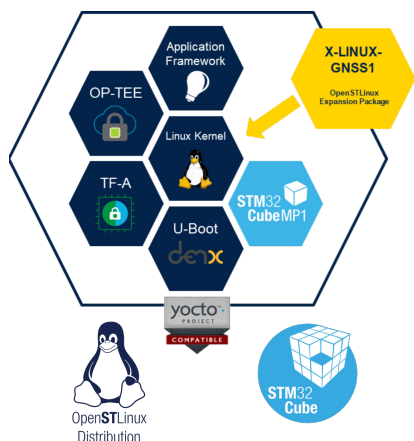 Application
Framework
X-LINUX-
GNSS1
OpenSTLinux
Expansion Package
OP-TEE
Linux Kernel
TF-A
STM32
CubeMP1
U-Boot
denx
yocto
PROJECT
COMPATIBLE
OpenSTLinux
Distribution
STM32
Cube